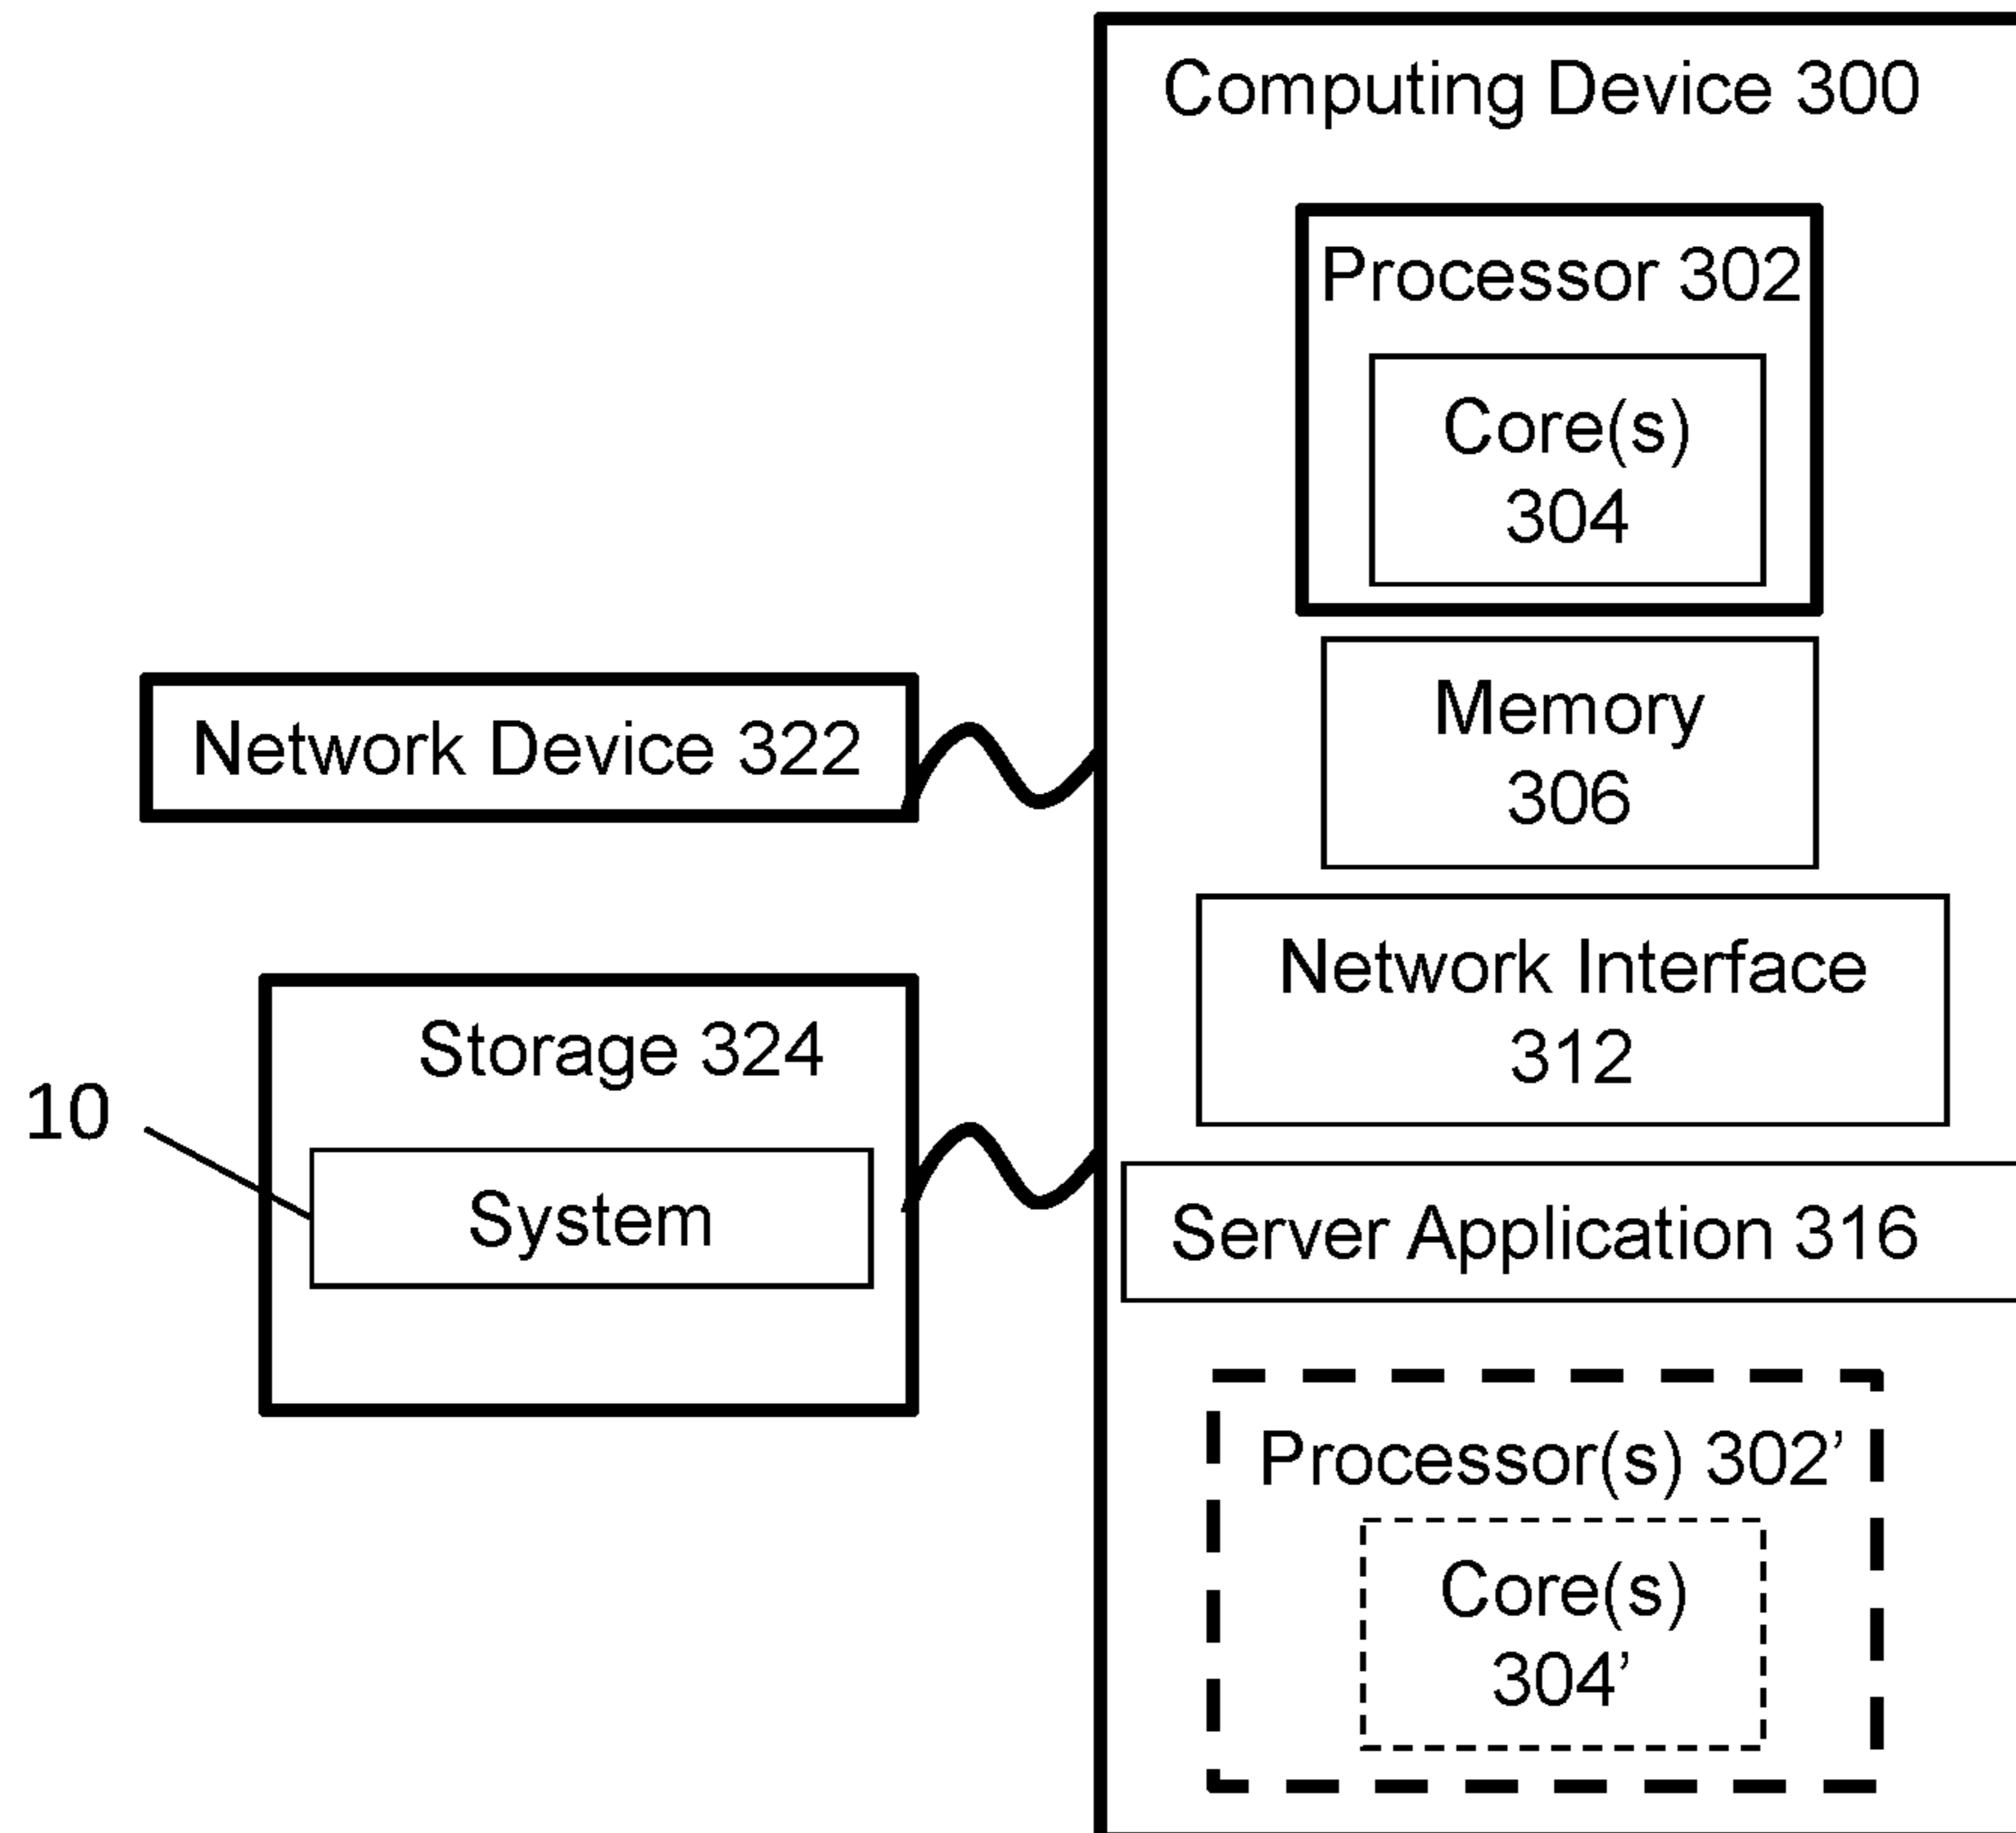 Computing Device 300
Processor 302
Core(s)
304
Memory
306
Network Device 322
Network Interface
312
Storage 324
10
System
Server Application 316
Processor(s) 302’
Core(s)
304’